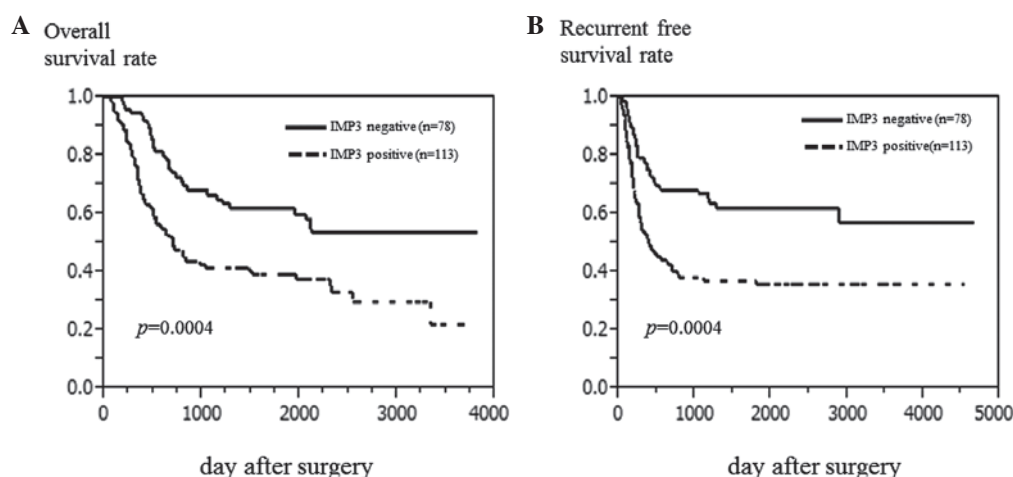 A Overall
survival rate
1.0
0.8
0.6
0.4
0.2
0.0
IMP3 negative (n=78)
IMP3 positive (n=113)
p=0.0004
0 1000 2000 3000 4000
day after surgery
B Recurrent free
survival rate
1.0
0.8
0.6
0.4
0.2
0.0
IMP3 negative (n=78)
IMP3 positive(n=113)
p=0.0004
0 1000 2000 3000 4000 5000
day after surgery